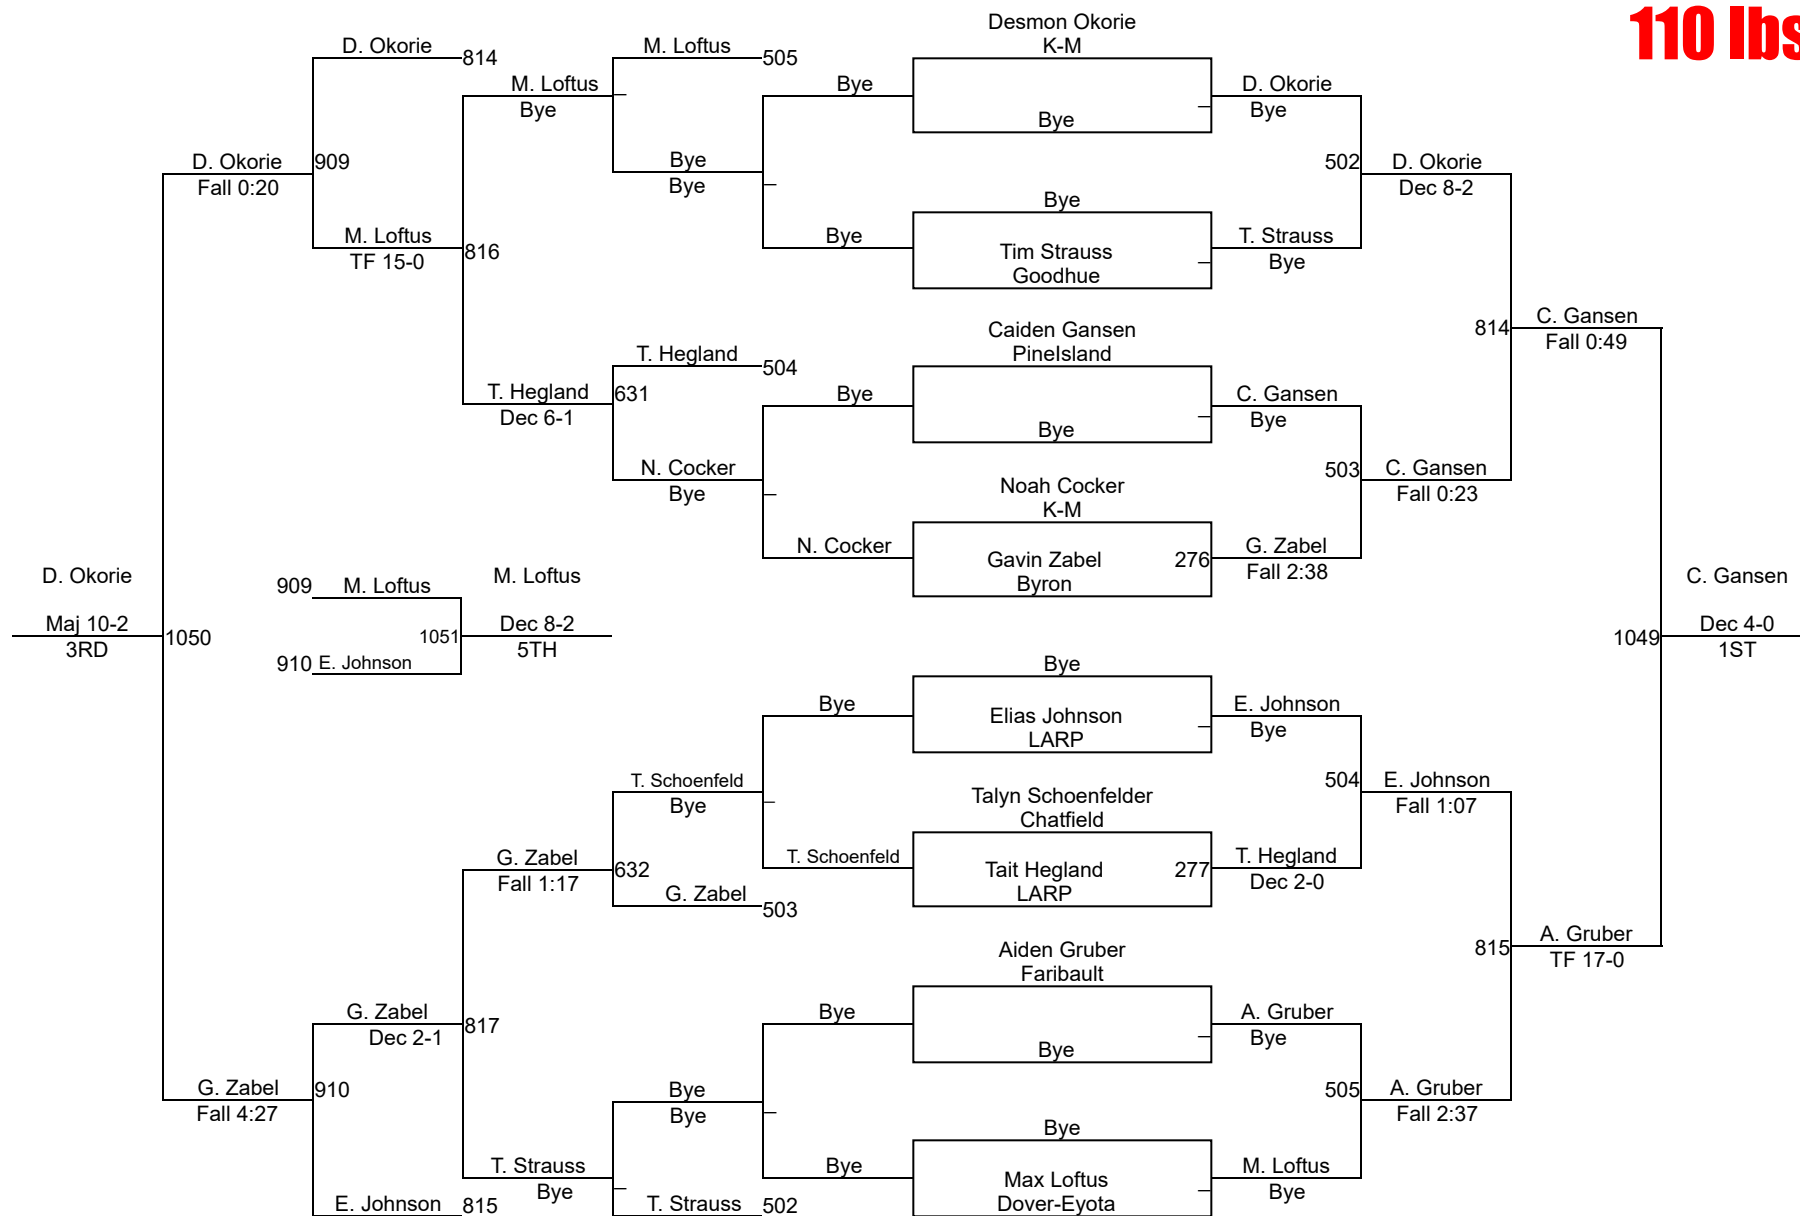 110 lbs
Desmon Okorie
K-M
D. Okorie
814
M. Loftus
505
M. Loftus
Bye
Bye
Bye
D. Okorie
Bye
D. Okorie
909
Fall 0:20
Bye
Bye
502
D. Okorie
Dec 8-2
Bye
M. Loftus
816
TF 15-0
Bye
Tim Strauss
Goodhue
T. Strauss
Bye
Caiden Gansen
PineIsland
814
C. Gansen
Fall 0:49
T. Hegland
504
T. Hegland
631
Dec 6-1
Bye
Bye
C. Gansen
Bye
N. Cocker
Bye
Noah Cocker
K-M
503
C. Gansen
Fall 0:23
N. Cocker
Gavin Zabel
Byron
276
G. Zabel
Fall 2:38
D. Okorie
909
M. Loftus
M. Loftus
C. Gansen
Maj 10-2
3RD
1050
1051
Dec 8-2
5TH
1049
Dec 4-0
1ST
910
E. Johnson
Bye
Bye
Elias Johnson
LARP
E. Johnson
Bye
T. Schoenfeld
Bye
Talyn Schoenfelder
Chatfield
504
E. Johnson
Fall 1:07
G. Zabel
632
Fall 1:17
T. Schoenfeld
Tait Hegland
LARP
277
T. Hegland
Dec 2-0
G. Zabel
503
Aiden Gruber
Faribault
815
A. Gruber
TF 17-0
G. Zabel
817
Dec 2-1
Bye
Bye
A. Gruber
Bye
G. Zabel
910
Fall 4:27
Bye
Bye
505
A. Gruber
Fall 2:37
Bye
T. Strauss
Bye
Bye
Max Loftus
Dover-Eyota
M. Loftus
Bye
E. Johnson
815
T. Strauss
502